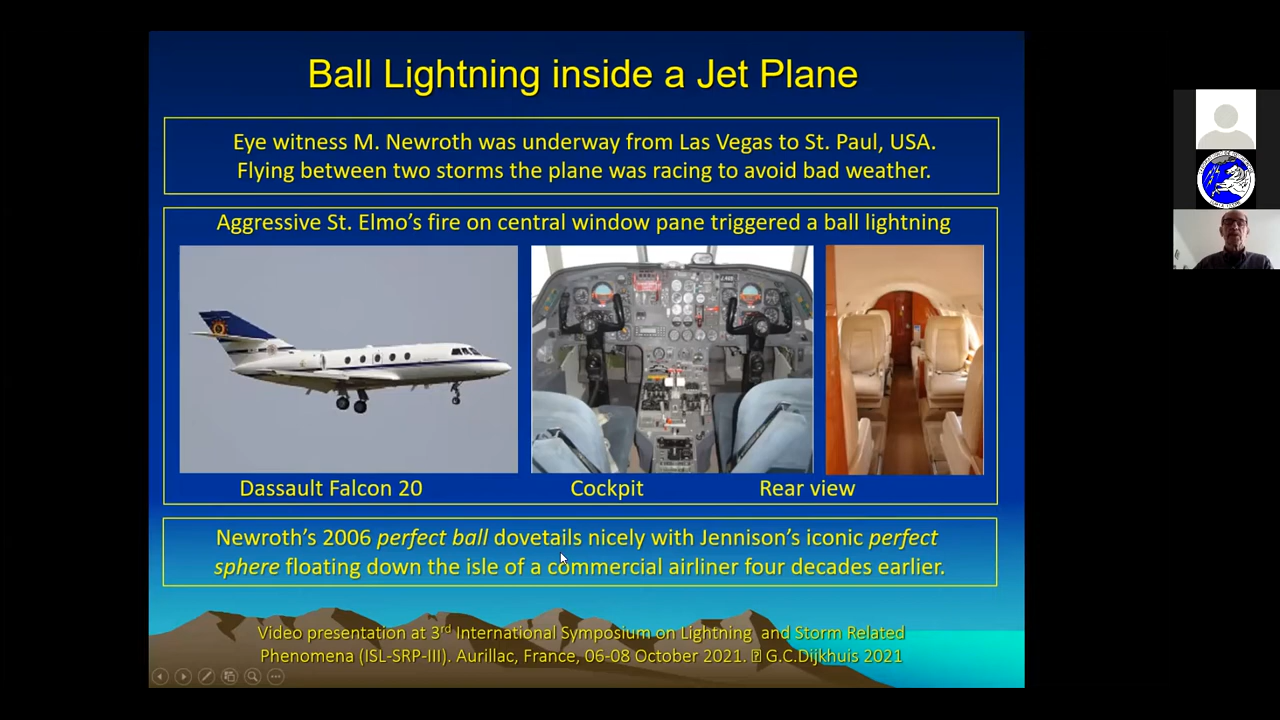 Ball Lightning inside a Jet Plane
Eye witness M. Newroth was underway from Las Vegas to St. Paul, USA.
Flying between two storms the plane was racing to avoid bad weather.
Aggressive St. Elmo's fire on central window pane triggered a ball lightning
Dassault Falcon 20
Cockpit
Rear view
Newroth's 2006 perfect ball dovetails nicely with Jennison's iconic perfect
sphere floating down the isle of a commercial airliner four decades earlier.
Video presentation at 3rd International Symposium on Lightning and Storm Related
Phenomena (ISL-SRP-III). Aurillac, France, 06-08 October 2021. G.C.Dijkhuis 2021